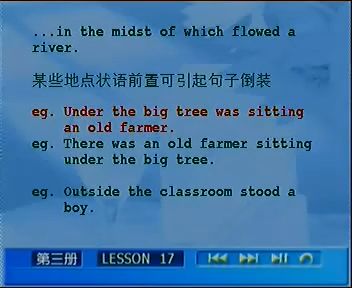 ...in the midst of which flowed a
river.
某些地点状语前置可引起句子倒装
eg. Under the big tree was sitting
an old farmer.
eg. There was an old farmer sitting
under the big tree.
eg. Outside the classroom stood a
boy.
第三册 LESSON 17